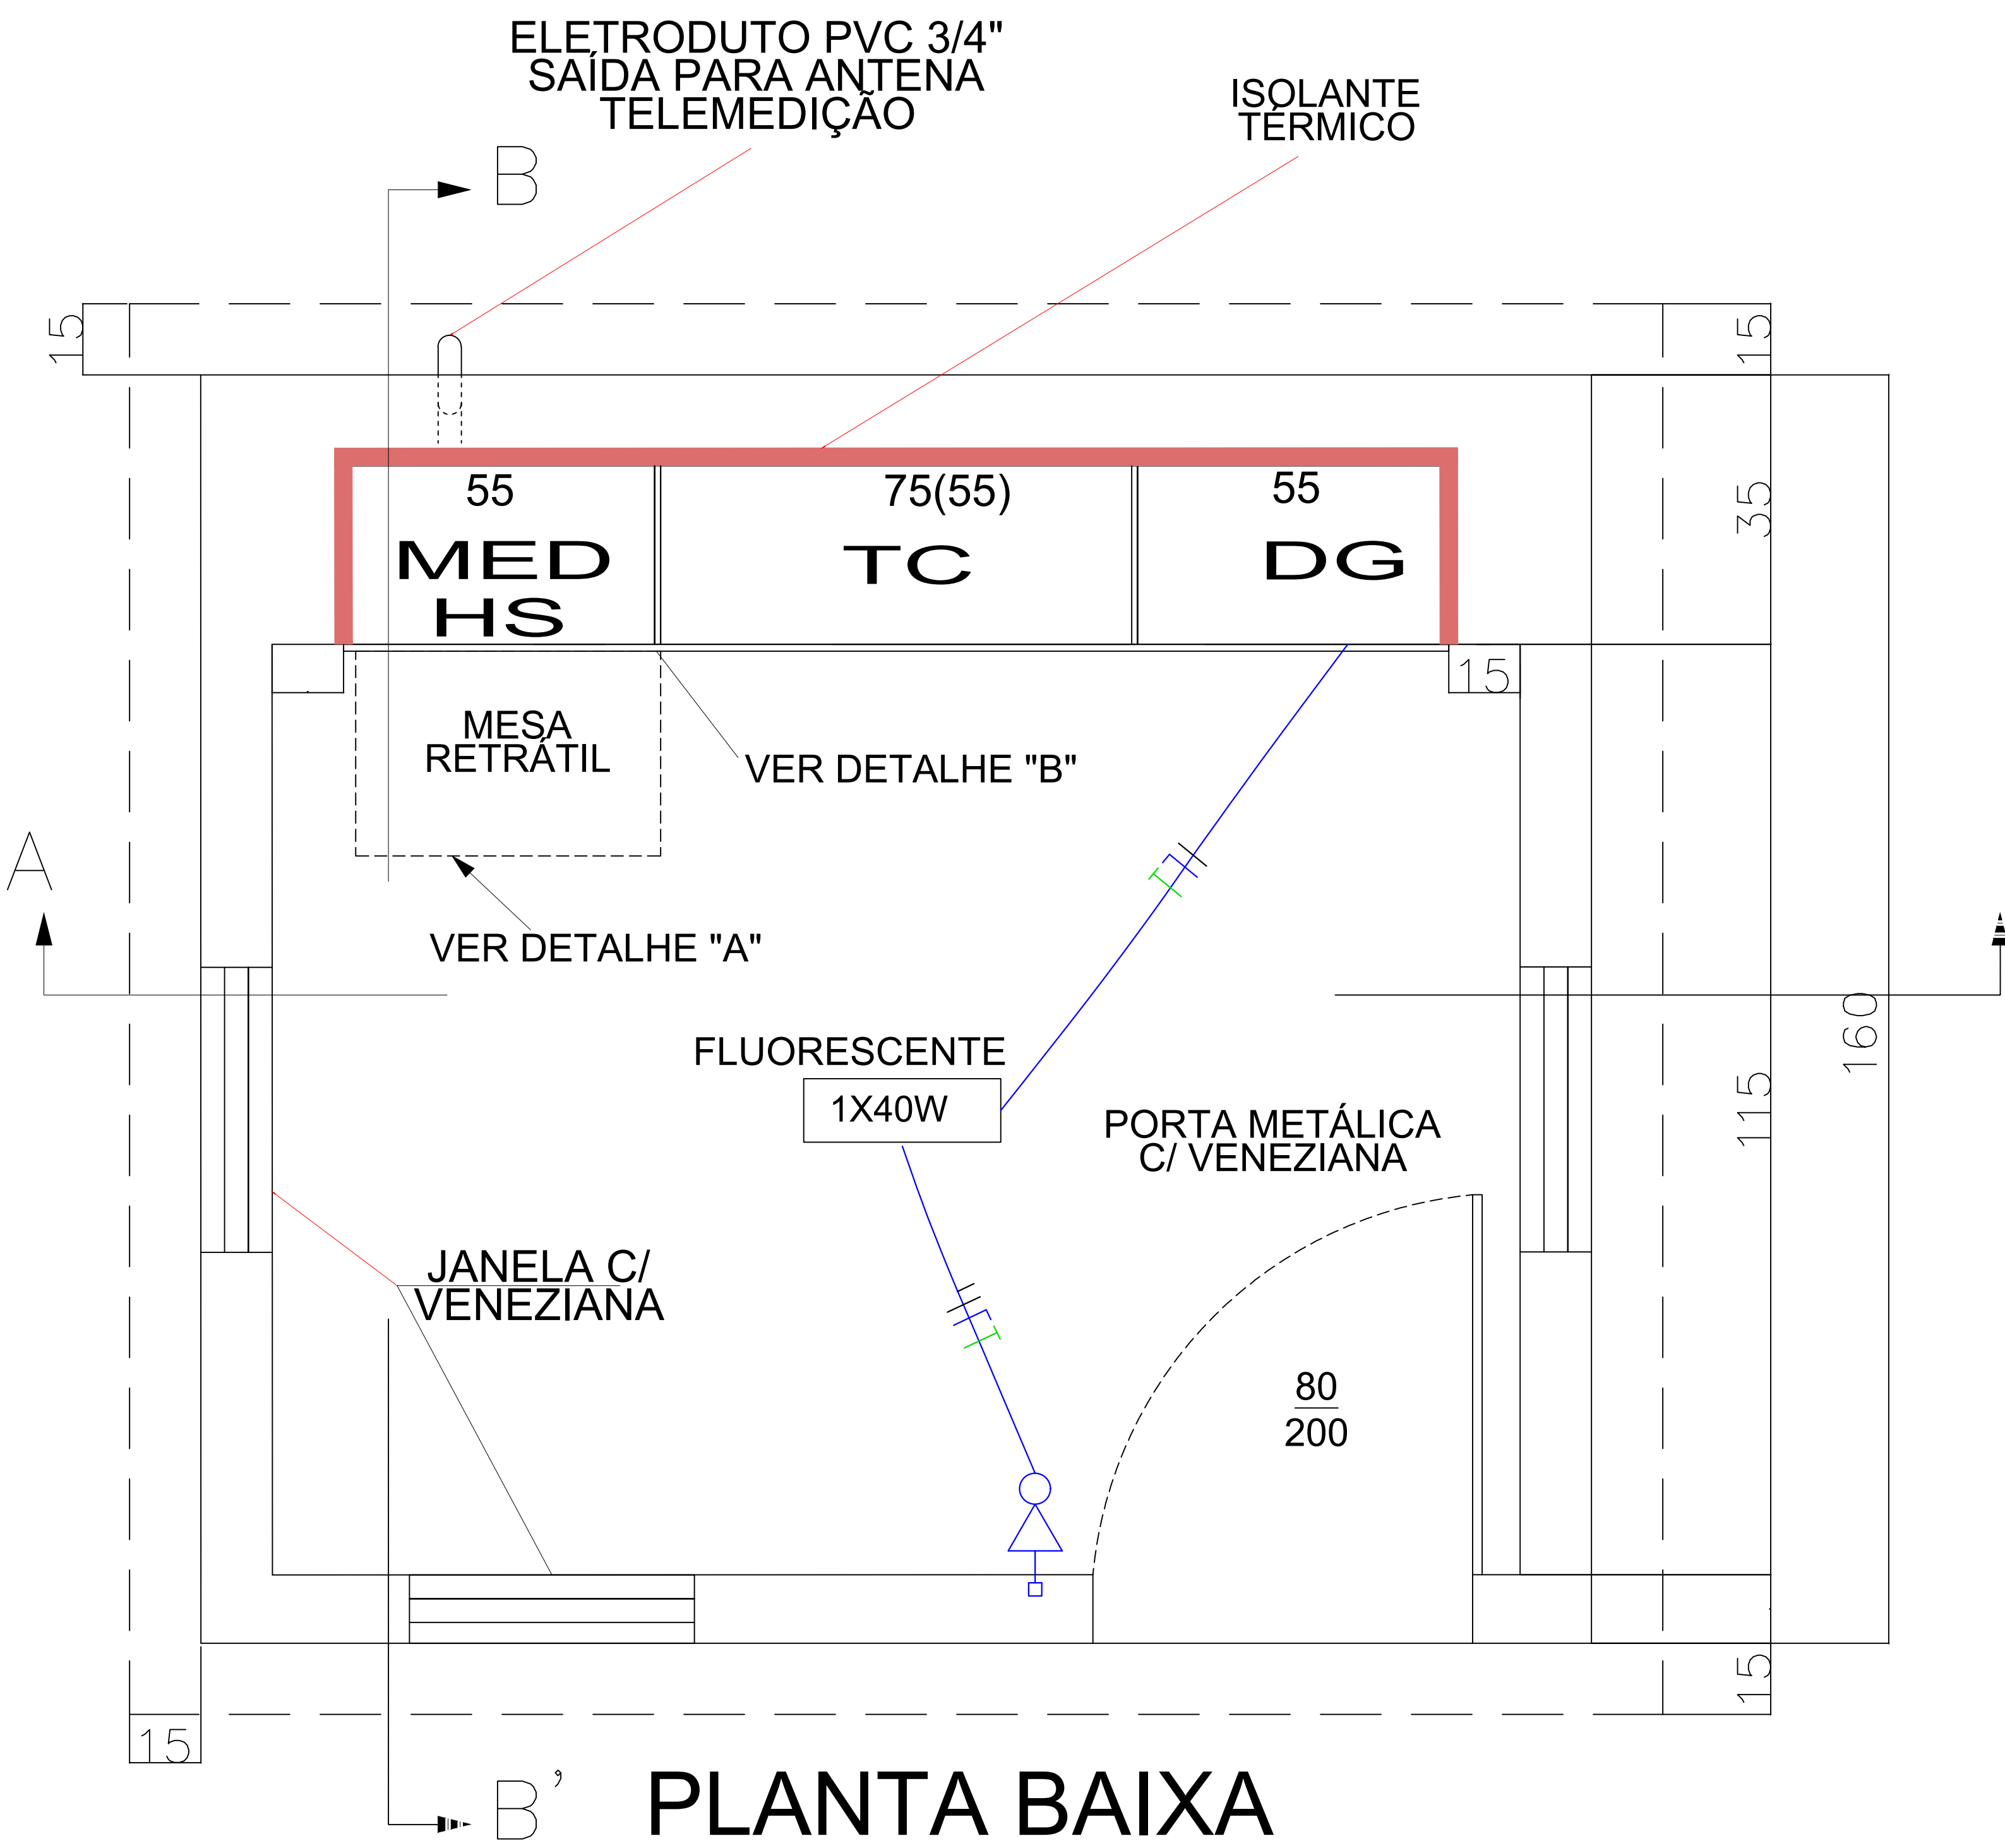 ELETRODUTO PVC 3/4"
SAÍDA PARA ANTENA
TELEMEDIÇÃO
ISOLANTE
TÉRMICO
B
15
15
55
75(55)
55
35
MED
HS
TC
DG
15
MESA
RETRÁTIL
VER DETALHE "B"
A
VER DETALHE "A"
160
FLUORESCENTE
1X40W
115
PORTA METÁLICA
C/ VENEZIANA
JANELA C/
VENEZIANA
80
200
15
15
B'
PLANTA BAIXA